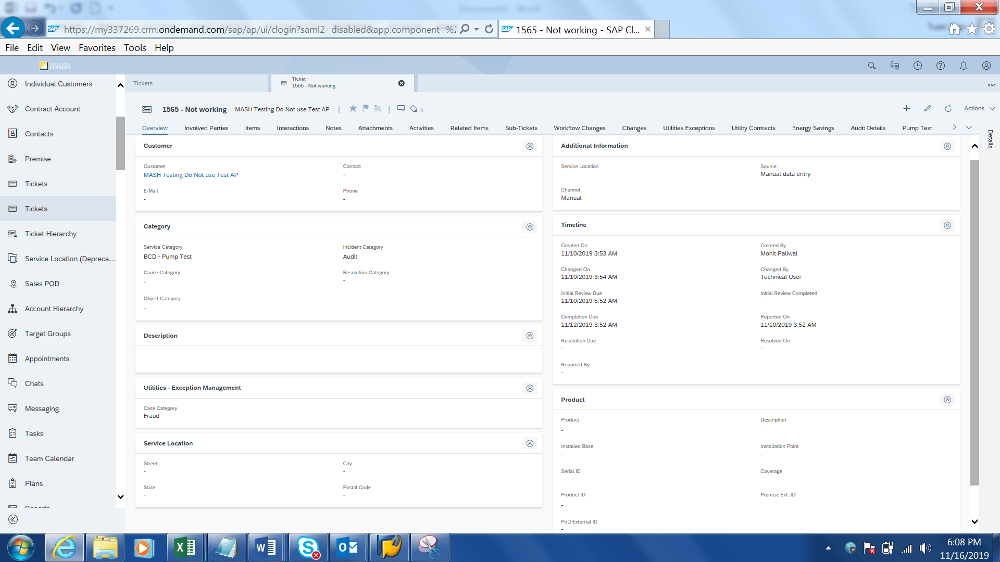 Document1 - Word
https://my337269.crm.ondemand.com/sap/ap/ui/clogin?saml2=disabled&app.component=%2
1565 - Not working - SAP Cl...
File Edit View Favorites Tools Help
EDISON
Individual Customers
Contract Account
Contacts
Premise
Tickets
Tickets
Ticket Hierarchy
Service Location (Depreca...
Sales POD
Account Hierarchy
Target Groups
Appointments
Chats
Messaging
Tasks
Team Calendar
Plans
Reports
Tickets
Ticket
1565 - Not working
1565 - Not working MASH Testing Do Not use Test AP
Actions
Overview Involved Parties Items Interactions Notes Attachments Activities Related Items Sub-Tickets Workflow Changes Changes Utilities Exceptions Utility Contracts Energy Savings Audit Details Pump Test
Details
Customer
Customer Contact
MASH Testing Do Not use Test AP -
E-Mail Phone
- -
Category
Service Category Incident Category
BCD - Pump Test Audit
Cause Category Resolution Category
- -
Object Category
-
Description
Utilities - Exception Management
Case Category
Fraud
Service Location
Street City
- -
State Postal Code
- -
Additional Information
Service Location Source
- Manual data entry
Channel
Manual
Timeline
Created On Created By
11/10/2019 3:53 AM Mohit Paliwal
Changed On Changed By
11/10/2019 3:54 AM Technical User
Initial Review Due Initial Review Completed
11/10/2019 5:52 AM -
Completion Due Reported On
11/12/2019 3:52 AM 11/10/2019 3:52 AM
Resolution Due Resolved On
- -
Reported By
-
Product
Product Description
- -
Installed Base Installation Point
- -
Serial ID Coverage
-
Product ID Premise Ext. ID
- -
PoD External ID
-
6:08 PM
11/16/2019